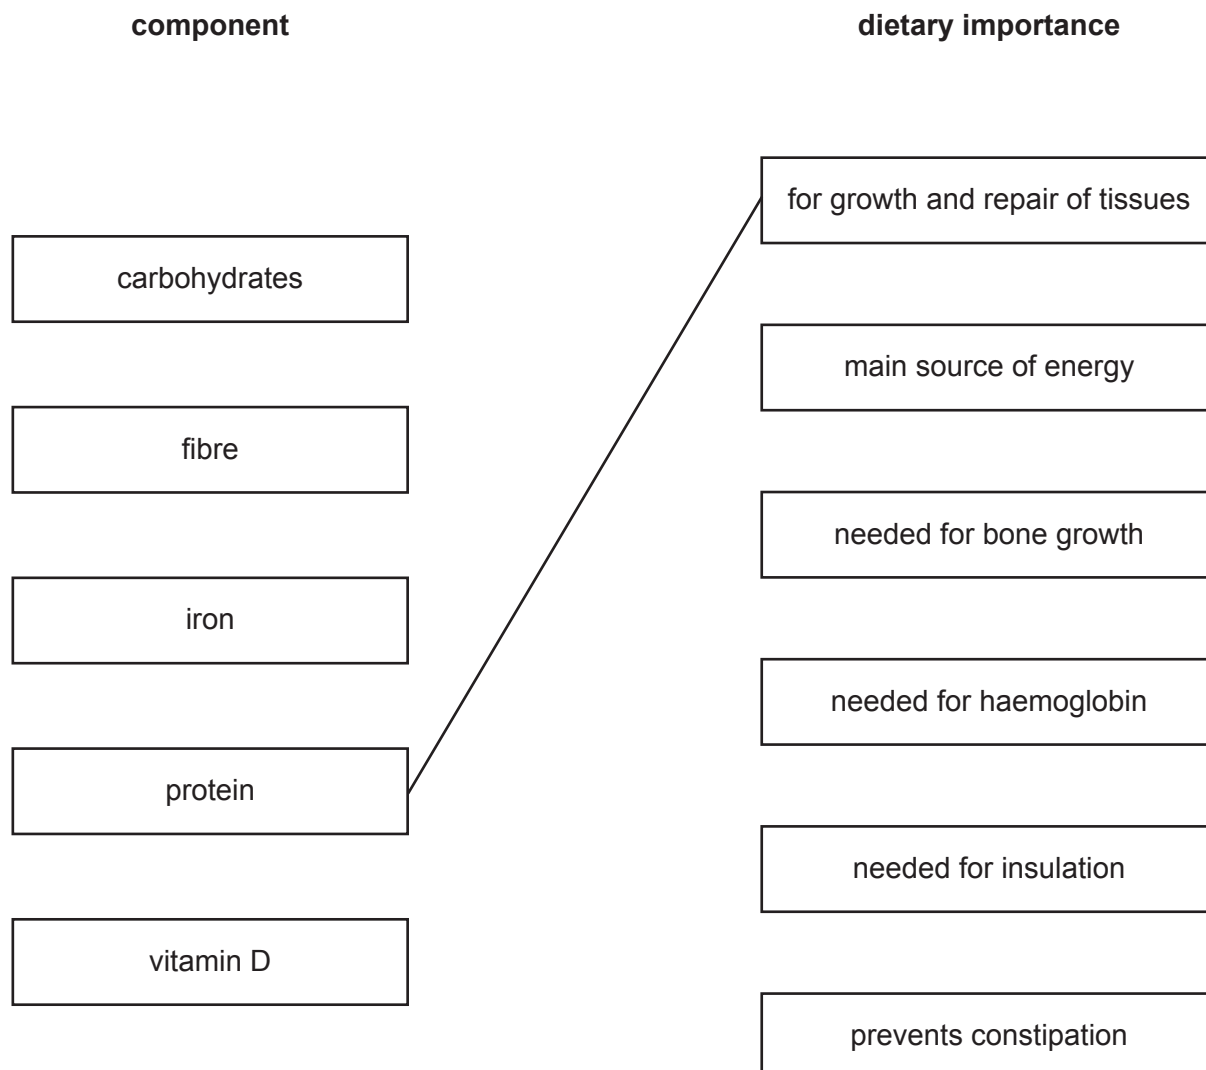 component
dietary importance
carbohydrates
fibre
iron
protein
vitamin D
for growth and repair of tissues
main source of energy
needed for bone growth
needed for haemoglobin
needed for insulation
prevents constipation